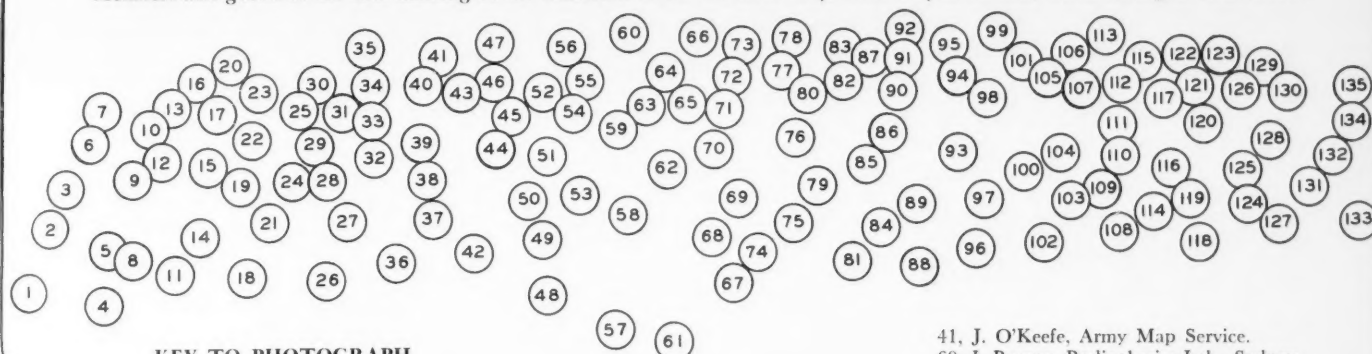 35 41 47 56 60 66 73 78 83 87 92 95 99 106 113 115 122 123 129
7 16 20 23 30 34 40 43 46 52 55 64 72 77 82 91 94 101 105 107 112 117 121 126 130 135
13 17 25 31 33 45 54 63 65 71 80 90 98 111 120 134
6 10 22 29 39 44 59 70 76 86 128
3 9 12 15 19 24 28 32 38 51 62 79 85 93 100 104 110 116 125 132
2 21 27 37 50 53 58 69 75 89 97 103 109 114 119 124 127 131 133
5 8 14 42 49 68 74 84 96 102 108 118
1 4 11 18 26 36 48 67 81 88
57 61
KEY TO PHOTOGRAPH
41, J. O'Keefe, Army Map Service.